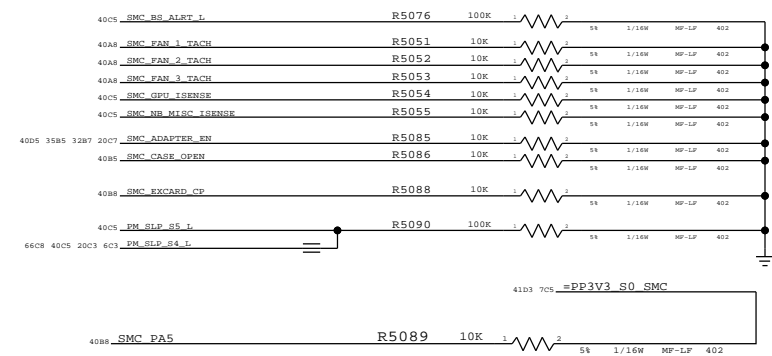 40C5 SMC_BS_ALRT_L R5076 100K 1 2 5% 1/16W MF-LF 402
40A8 SMC_FAN_1_TACH R5051 10K 1 2 5% 1/16W MF-LF 402
40A8 SMC_FAN_2_TACH R5052 10K 1 2 5% 1/16W MF-LF 402
40A8 SMC_FAN_3_TACH R5053 10K 1 2 5% 1/16W MF-LF 402
40C5 SMC_GPU_ISENSE R5054 10K 1 2 5% 1/16W MF-LF 402
40C5 SMC_NB_MISC_ISENSE R5055 10K 1 2 5% 1/16W MF-LF 402
40D5 35B5 32B7 20C7 SMC_ADAPTER_EN R5085 10K 1 2 5% 1/16W MF-LF 402
40B5 SMC_CASE_OPEN R5086 10K 1 2 5% 1/16W MF-LF 402
40B8 SMC_EXCARD_CP R5088 10K 1 2 5% 1/16W MF-LF 402
40C5 PM_SLP_S5_L R5090 100K 1 2 5% 1/16W MF-LF 402
66C8 40C5 20C3 6C3 PM_SLP_S4_L
41D3 7C5 =PP3V3_S0_SMC
40B8 SMC_PA5 R5089 10K 1 2 5% 1/16W MF-LF 402